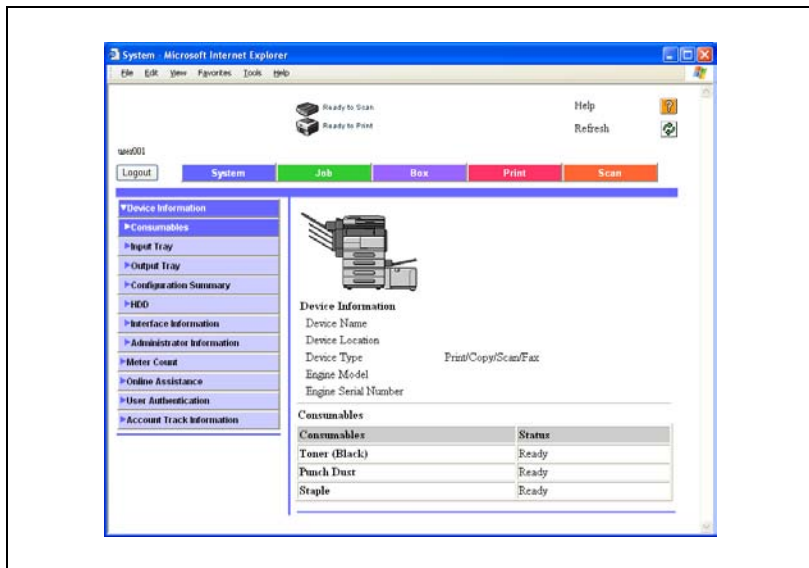 System - Microsoft Internet Explorer
File Edit View Favorites Tools Help
Ready to Scan
Help
Ready to Print
Refresh
user001
Logout
System
Job
Box
Print
Scan
Device Information
Consumables
Input Tray
Output Tray
Configuration Summary
HDD
Interface Information
Administrator Information
Meter Count
Online Assistance
User Authentication
Account Track Information
Device Information
Device Name
Device Location
Device Type Print/Copy/Scan/Fax
Engine Model
Engine Serial Number
Consumables
Consumables Status
Toner (Black) Ready
Punch Dust Ready
Staple Ready